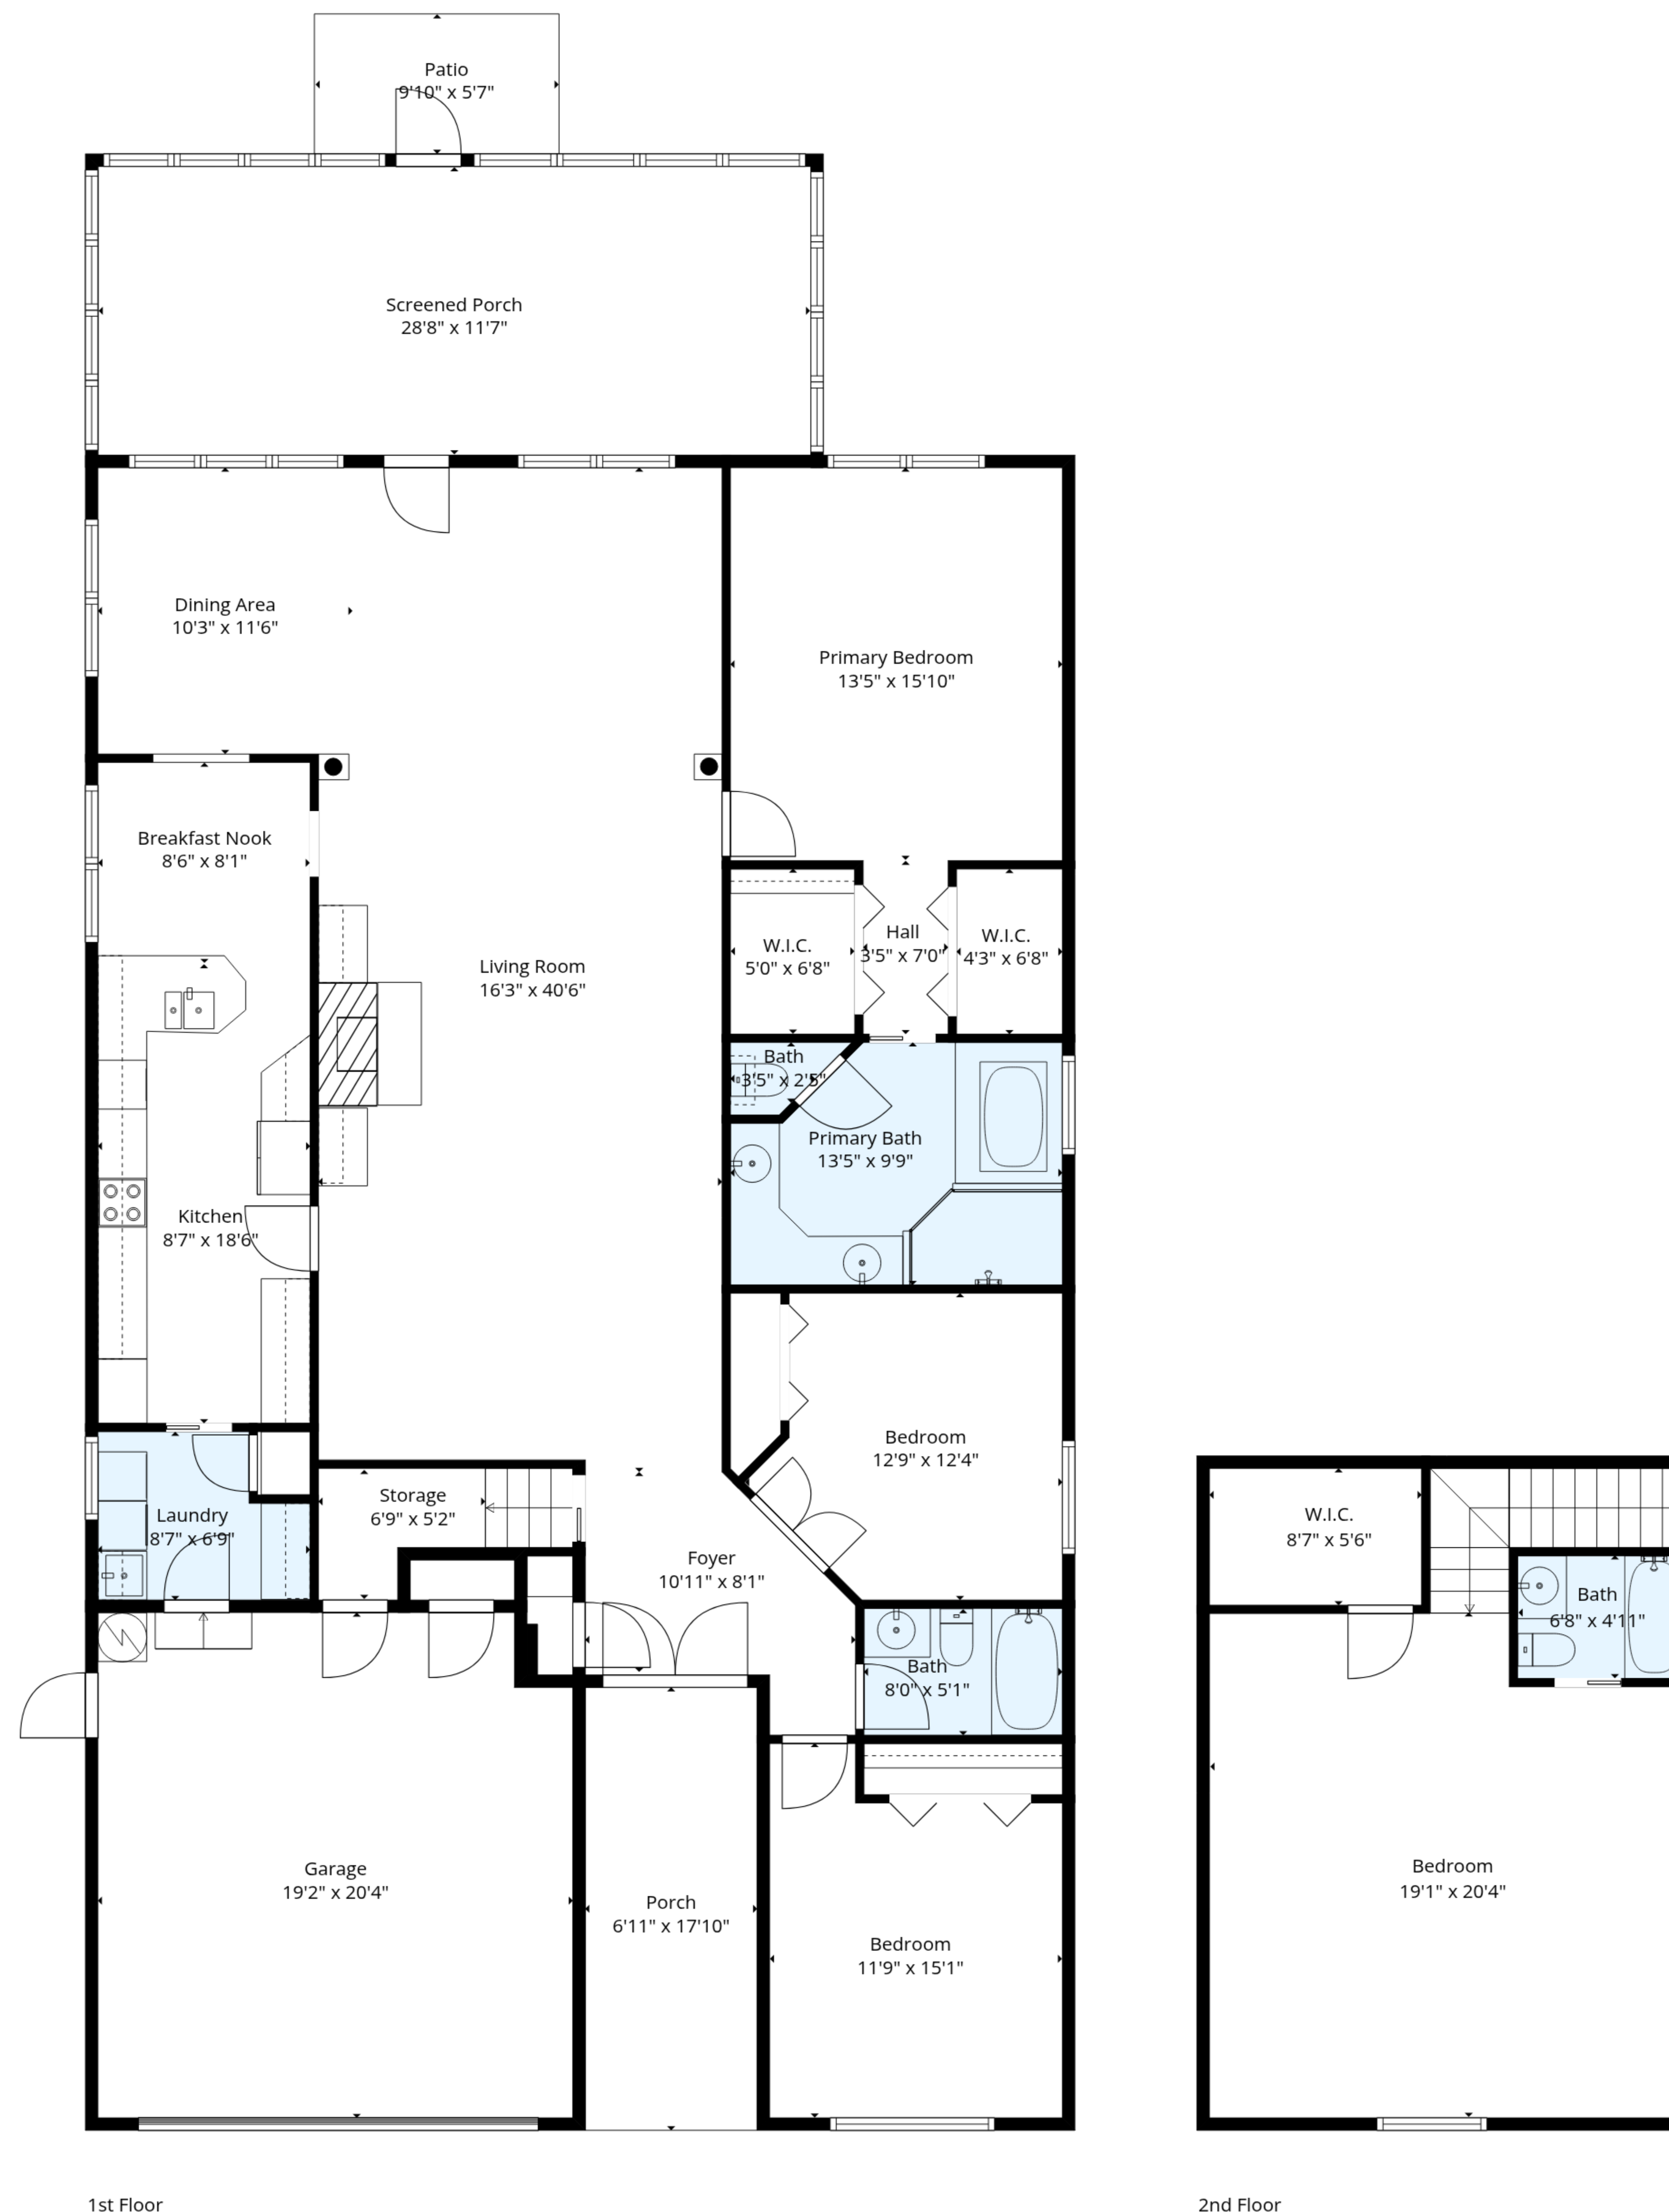 Patio
9'10" x 5'7"
Screened Porch
28'8" x 11'7"
Dining Area
10'3" x 11'6"
Primary Bedroom
13'5" x 15'10"
Breakfast Nook
8'6" x 8'1"
Living Room
16'3" x 40'6"
W.I.C.
5'0" x 6'8"
Hall
3'5" x 7'0"
W.I.C.
4'3" x 6'8"
Bath
3'5" x 2'5"
Primary Bath
13'5" x 9'9"
Kitchen
8'7" x 18'6"
Bedroom
12'9" x 12'4"
Storage
6'9" x 5'2"
Laundry
8'7" x 6'9"
Foyer
10'11" x 8'1"
Bath
8'0" x 5'1"
Garage
19'2" x 20'4"
Porch
6'11" x 17'10"
Bedroom
11'9" x 15'1"
1st Floor
W.I.C.
8'7" x 5'6"
Bath
6'8" x 4'11"
Bedroom
19'1" x 20'4"
2nd Floor